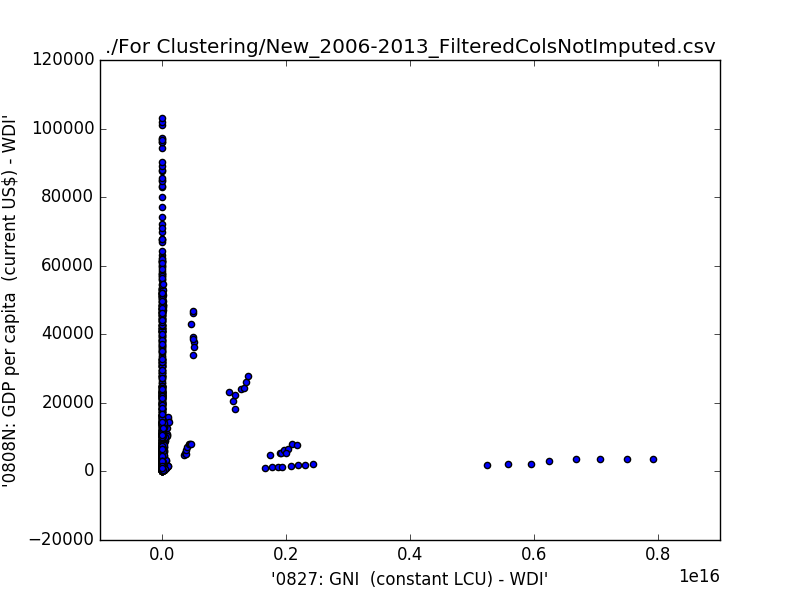 ./For Clustering/New_2006-2013_FilteredColsNotImputed.csv
120000
100000
80000
60000
40000
20000
0
−20000
'0808N: GDP per capita  (current US$) - WDI'
0.0 0.2 0.4 0.6 0.8
1e16
'0827: GNI  (constant LCU) - WDI'